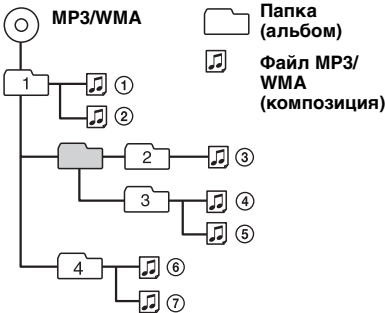 MP3/WMA
Папка
(альбом)
Файл MP3/
WMA
(композиция)
1
①
②
2
③
3
④
⑤
4
⑥
⑦